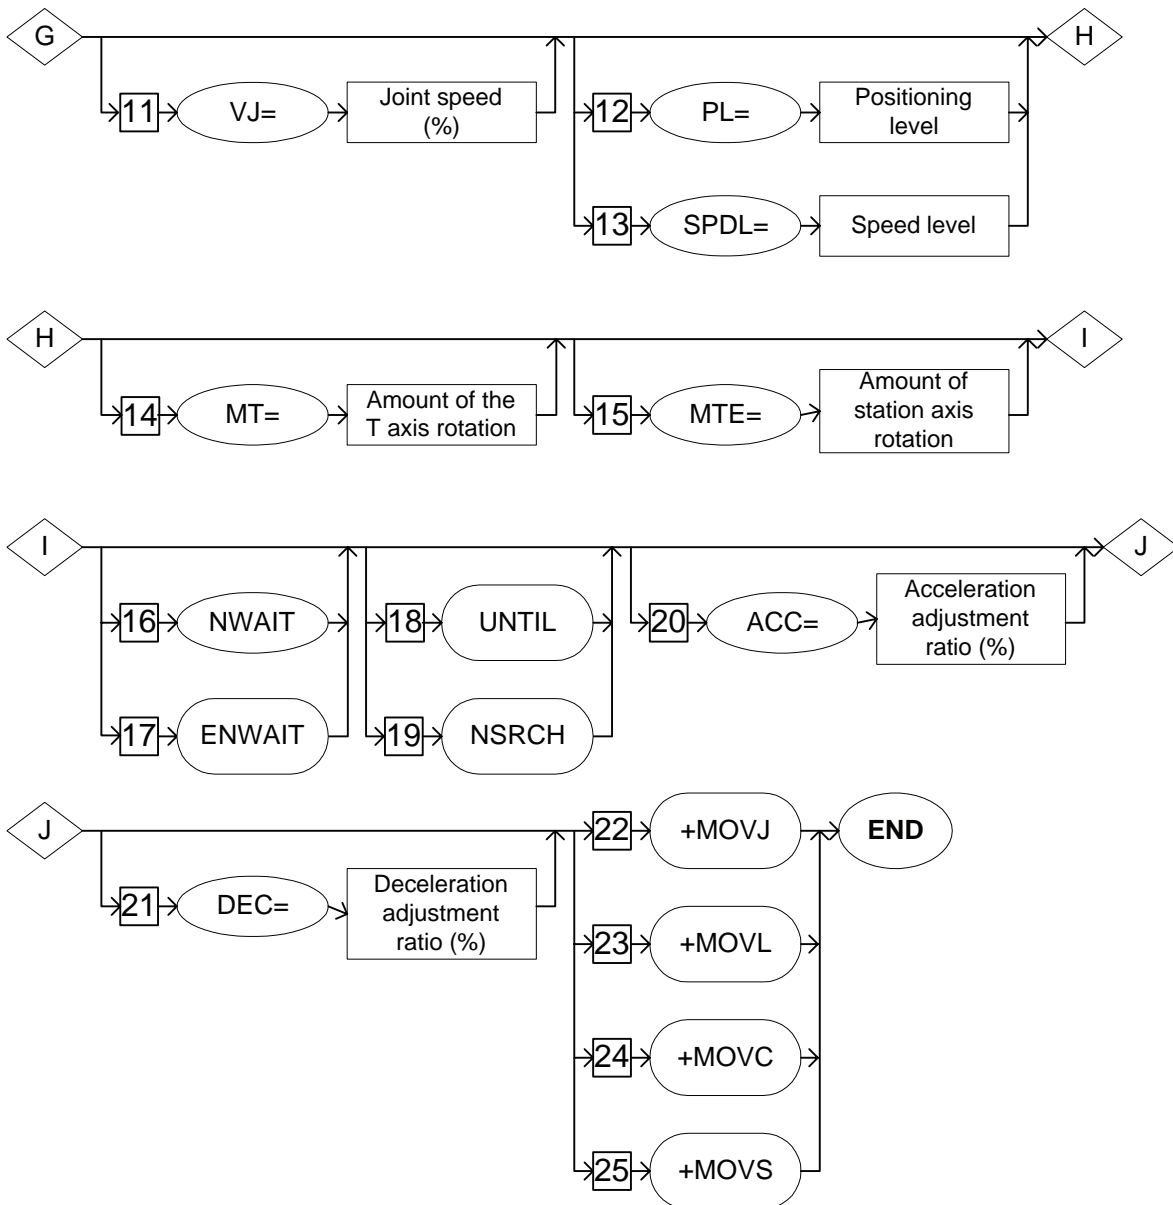 G
H
11
VJ=
Joint speed
(%)
12
PL=
Positioning
level
13
SPDL=
Speed level
H
I
14
MT=
Amount of the
T axis rotation
15
MTE=
Amount of
station axis
rotation
I
J
16
NWAIT
18
UNTIL
20
ACC=
Acceleration
adjustment
ratio (%)
17
ENWAIT
19
NSRCH
J
22
+MOVJ
END
21
DEC=
Deceleration
adjustment
ratio (%)
23
+MOVL
24
+MOVC
25
+MOVS